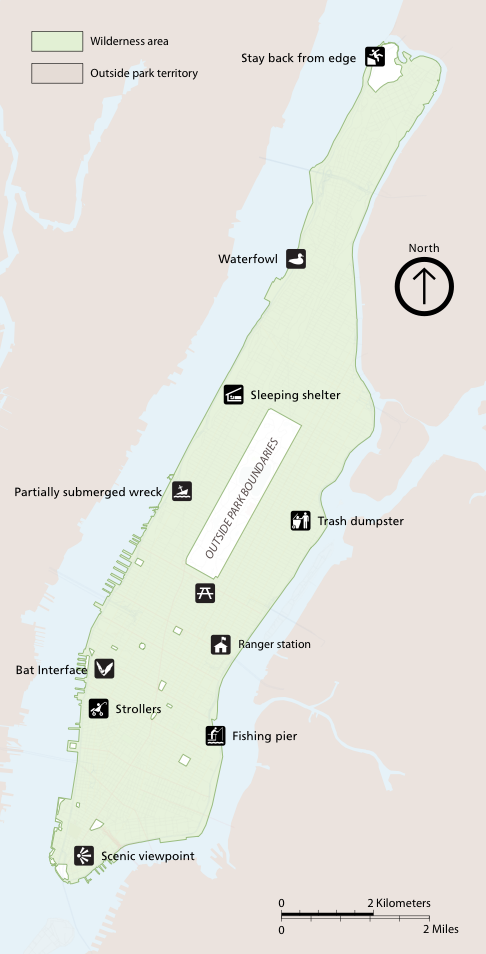 Wilderness area
Outside park territory
Stay back from edge
North
Waterfowl
Sleeping shelter
OUTSIDE PARK BOUNDARIES
Partially submerged wreck
Trash dumpster
Ranger station
Bat Interface
Strollers
Fishing pier
Scenic viewpoint
0 2 Kilometers
0 2 Miles